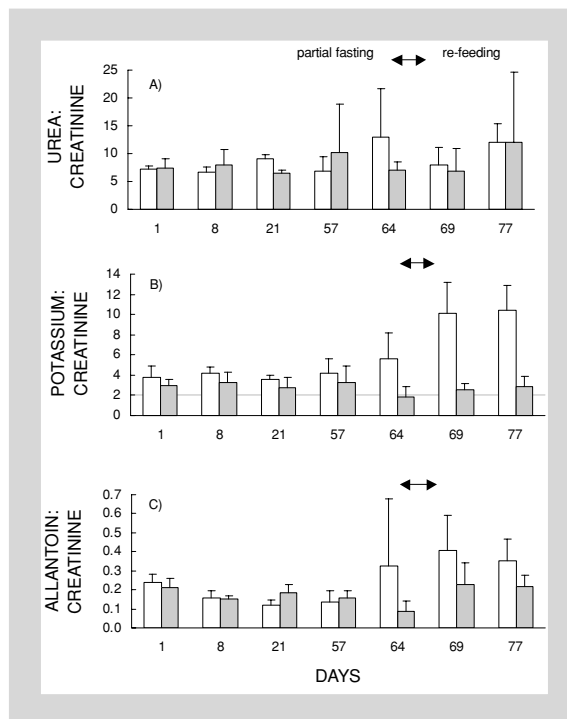 partial fasting re-feeding
A)
UREA:
CREATININE
25
20
15
10
5
0
1 8 21 57 64 69 77
B)
POTASSIUM:
CREATININE
14
12
10
8
6
4
2
0
1 8 21 57 64 69 77
C)
ALLANTOIN:
CREATININE
0.7
0.6
0.5
0.4
0.3
0.2
0.1
0.0
1 8 21 57 64 69 77
DAYS